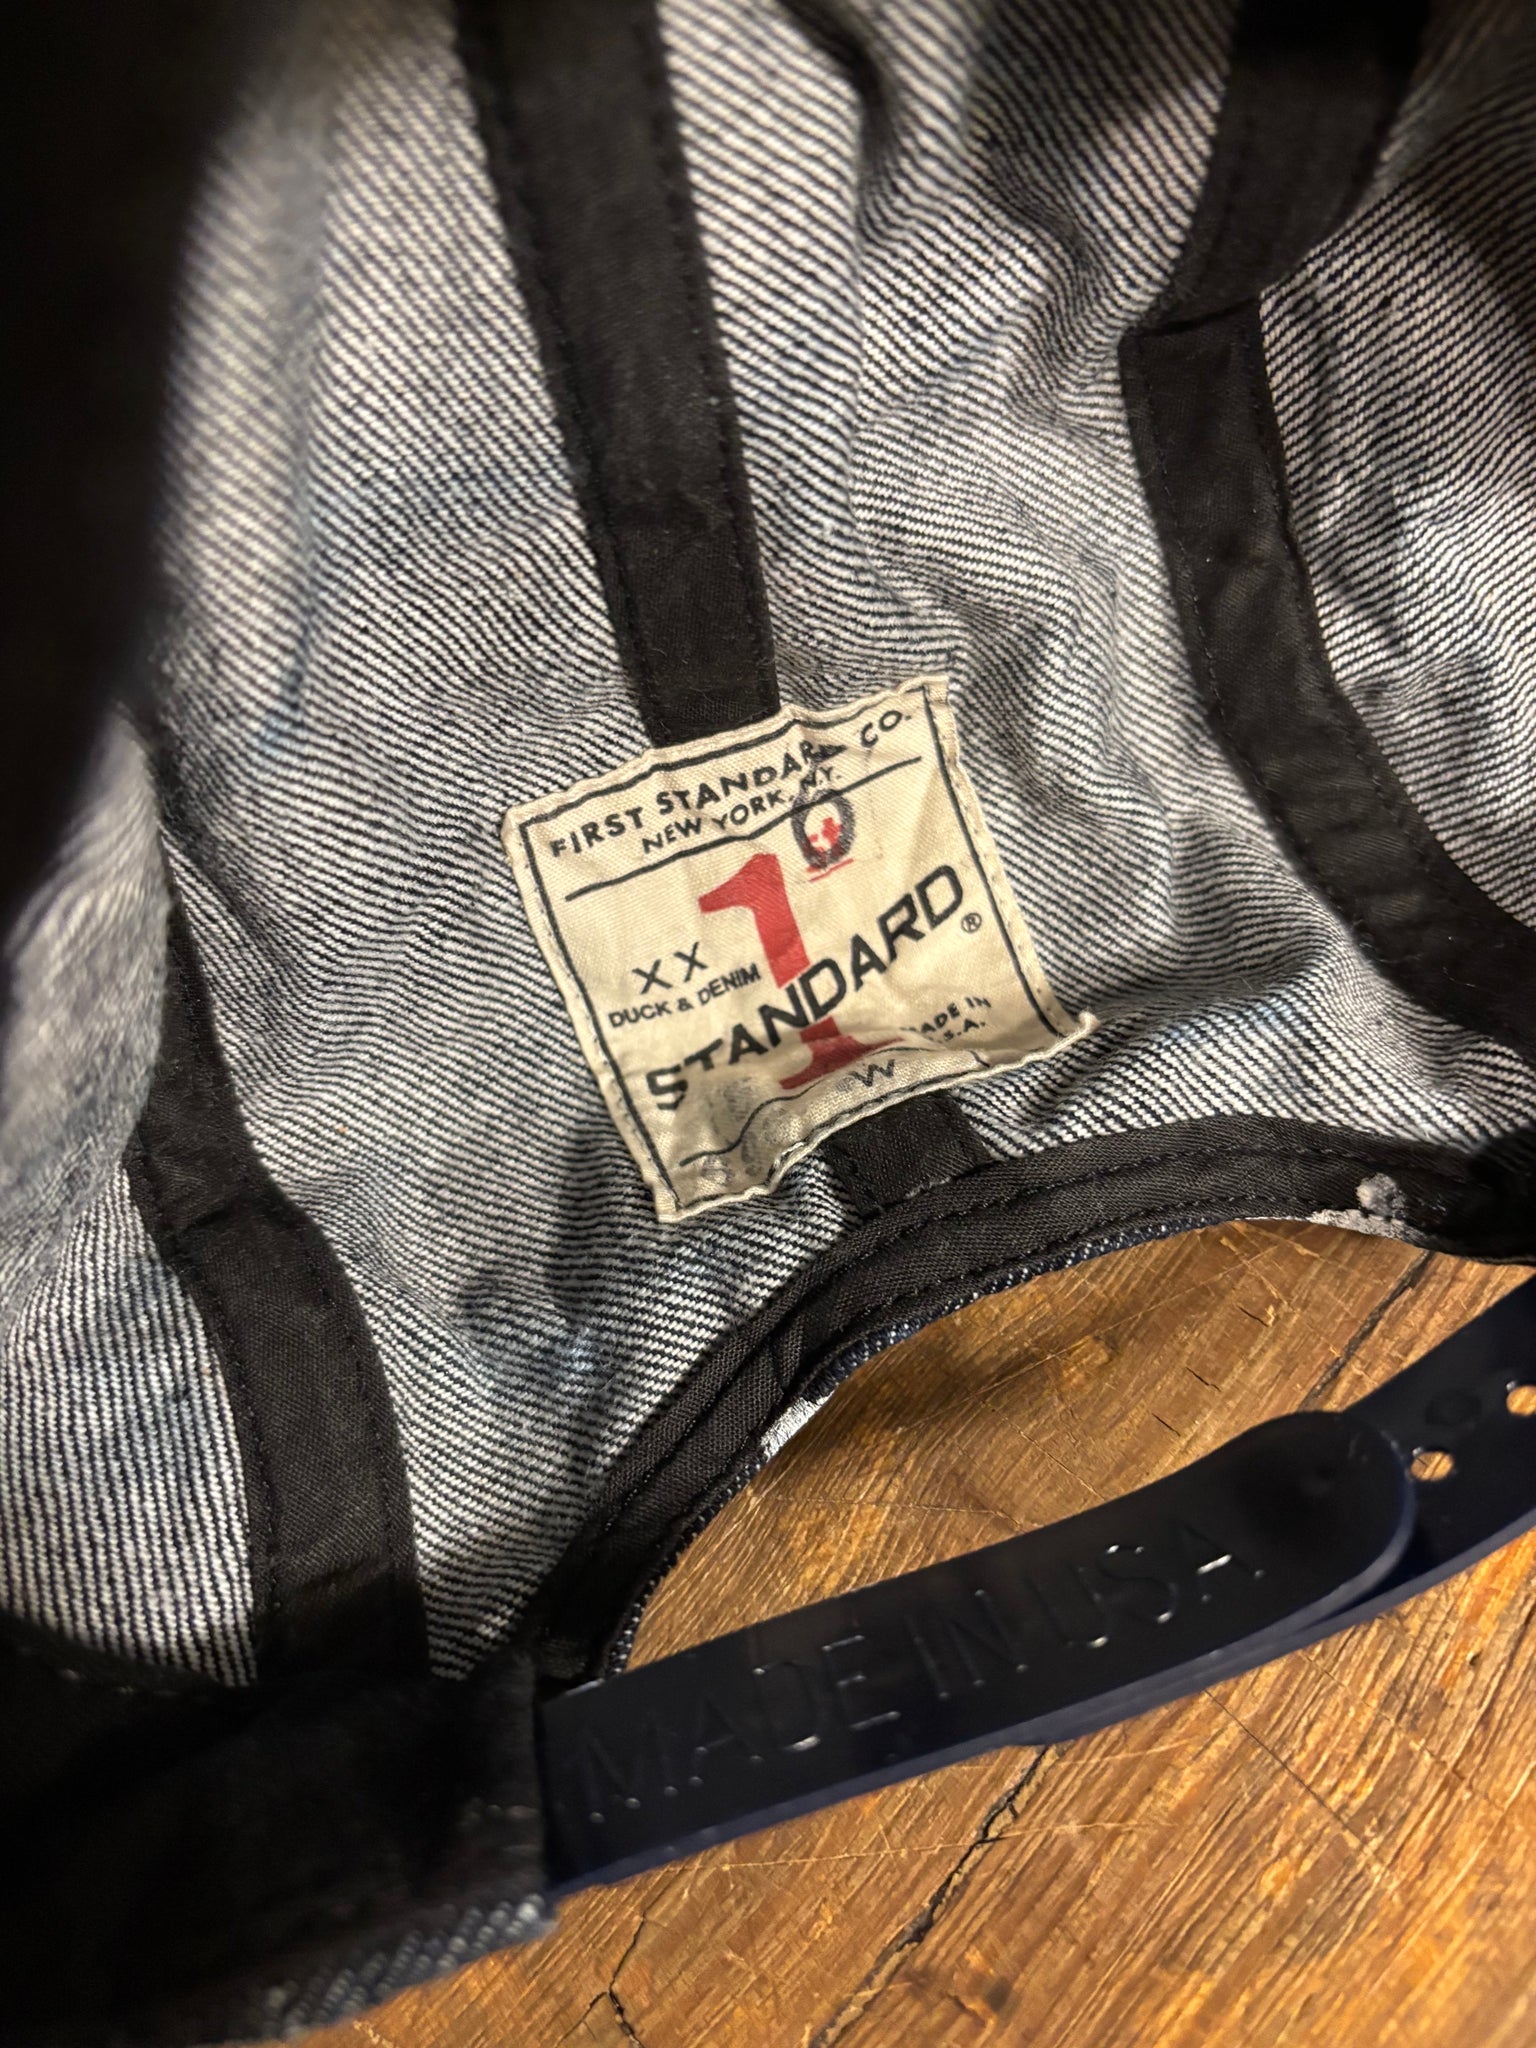 FIRST STANDARD CO.
NEW YORK, N.Y.
1
XX
DUCK & DENIM
STANDARD®
MADE IN
U.S.A.
MADE IN USA